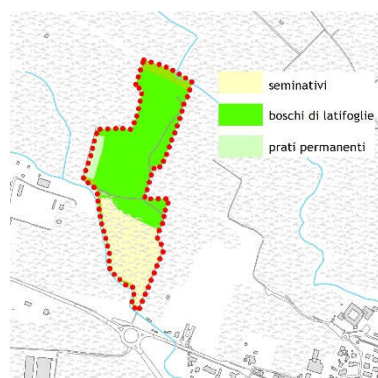 seminativi
boschi di latifoglie
prati permanenti